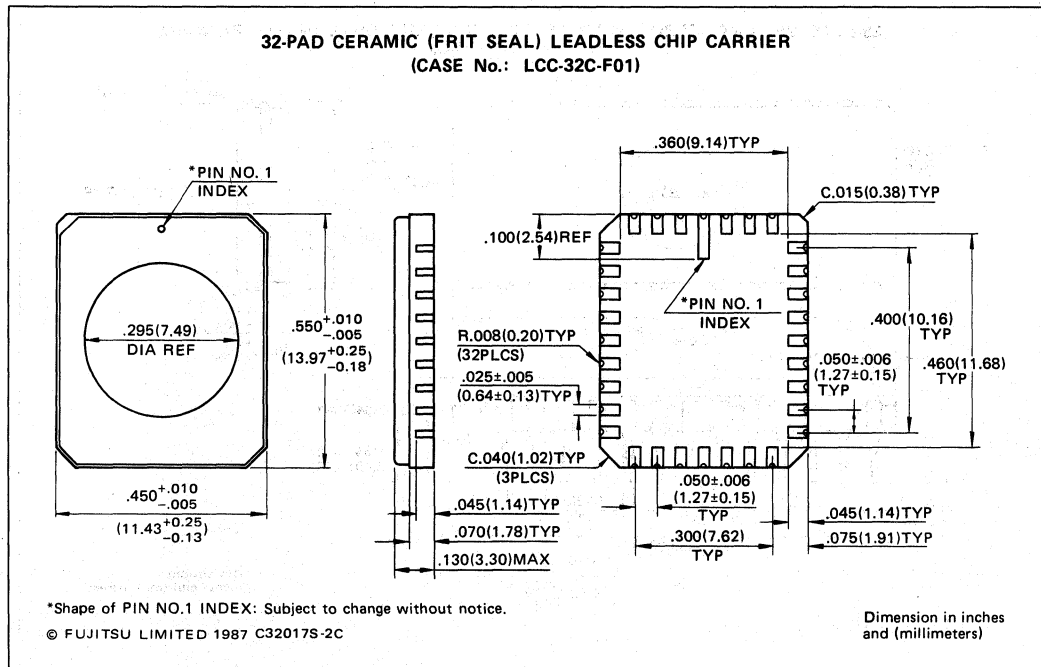 32-PAD CERAMIC (FRIT SEAL) LEADLESS CHIP CARRIER
(CASE No.: LCC-32C-F01)
*PIN NO. 1
INDEX
.295(7.49)
DIA REF
.550+.010
-.005
(13.97+0.25
-0.18)
.450+.010
-.005
(11.43+0.25
-0.13)
.045(1.14)TYP
.070(1.78)TYP
.130(3.30)MAX
.360(9.14)TYP
C.015(0.38) TYP
.100(2.54)REF
*PIN NO. 1
INDEX
R.008(0.20)TYP
(32PLCS)
.025±.005
(0.64±0.13)TYP
C.040(1.02)TYP
(3PLCS)
.400(10.16)
TYP
.050±.006
(1.27±0.15)
TYP
.460(11.68)
TYP
.050±.006
(1.27±0.15)
TYP
.300(7.62)
TYP
.045(1.14)TYP
.075(1.91)TYP
*Shape of PIN NO.1 INDEX: Subject to change without notice.
© FUJITSU LIMITED 1987 C32017S-2C
Dimension in inches
and (millimeters)